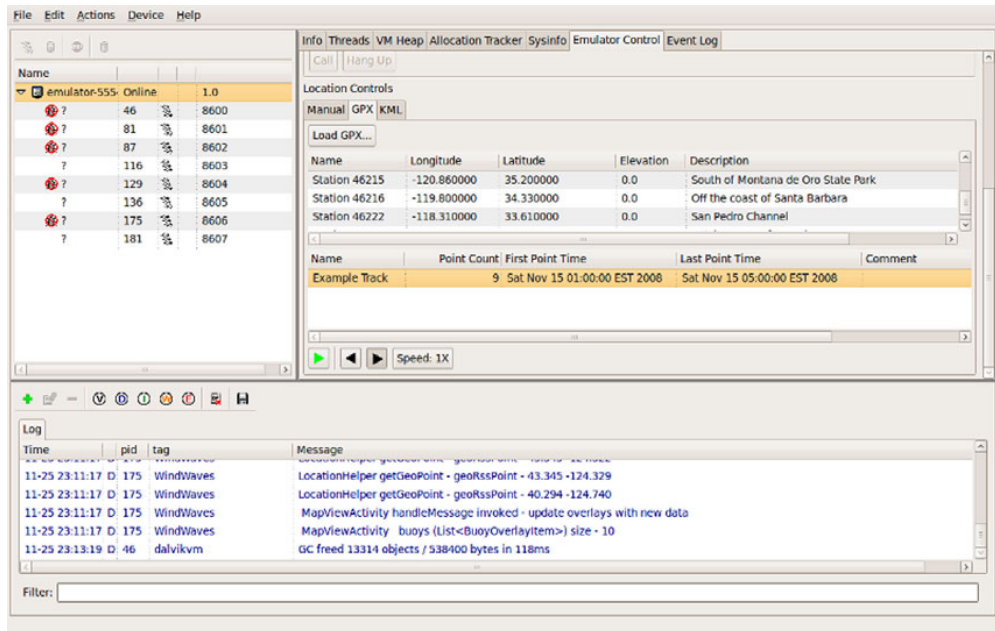 File Edit Actions Device Help
Info Threads VM Heap Allocation Tracker Sysinfo Emulator Control Event Log
Call Hang Up
Name
emulator-555 Online 1.0
? 46 8600
? 81 8601
? 87 8602
? 116 8603
? 129 8604
? 136 8605
? 175 8606
? 181 8607
Location Controls
Manual GPX KML
Load GPX...
Name Longitude Latitude Elevation Description
Station 46215 -120.860000 35.200000 0.0 South of Montana de Oro State Park
Station 46216 -119.800000 34.330000 0.0 Off the coast of Santa Barbara
Station 46222 -118.310000 33.610000 0.0 San Pedro Channel
Name Point Count First Point Time Last Point Time Comment
Example Track 9 Sat Nov 15 01:00:00 EST 2008 Sat Nov 15 05:00:00 EST 2008
Speed: 1X
V D I W E
Log
Time pid tag Message
11-25 23:11:17 D 175 WindWaves LocationHelper getGeoPoint - geoRssPoint - 43.345 -124.329
11-25 23:11:17 D 175 WindWaves LocationHelper getGeoPoint - geoRssPoint - 40.294 -124.740
11-25 23:11:17 D 175 WindWaves MapViewActivity handleMessage invoked - update overlays with new data
11-25 23:11:17 D 175 WindWaves MapViewActivity buoys (List<BuoyOverlayItem>) size - 10
11-25 23:13:19 D 46 dalvikvm GC freed 13314 objects / 538400 bytes in 118ms
Filter: